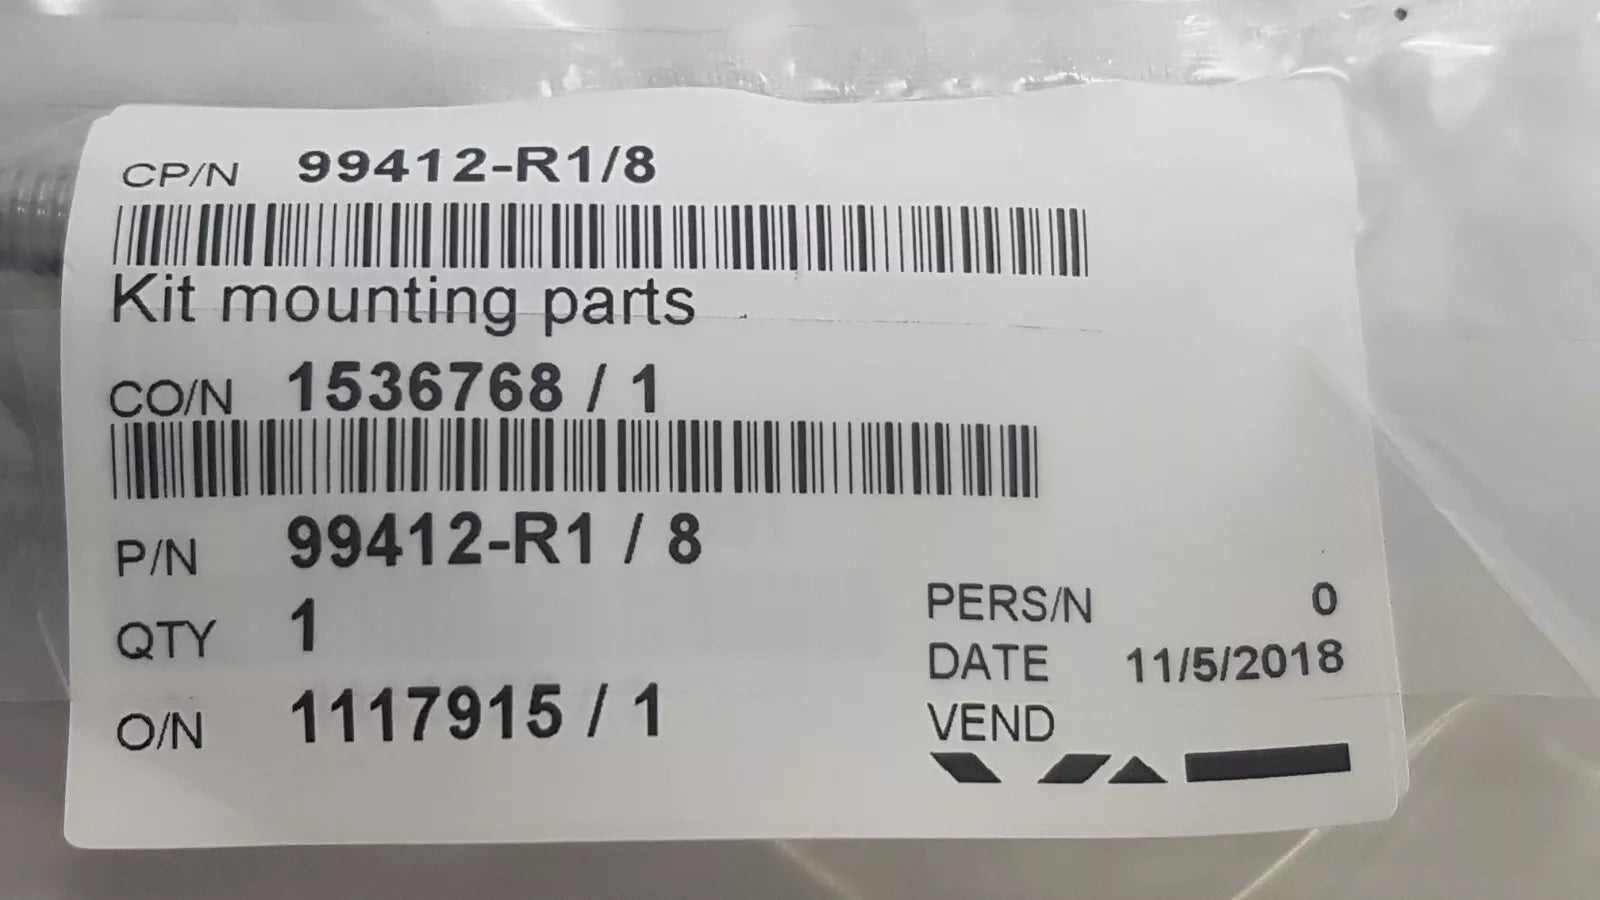 CP/N 99412-R1/8
Kit mounting parts
CO/N 1536768 / 1
P/N 99412-R1 / 8
QTY 1
O/N 1117915 / 1
PERS/N 0
DATE 11/5/2018
VEND